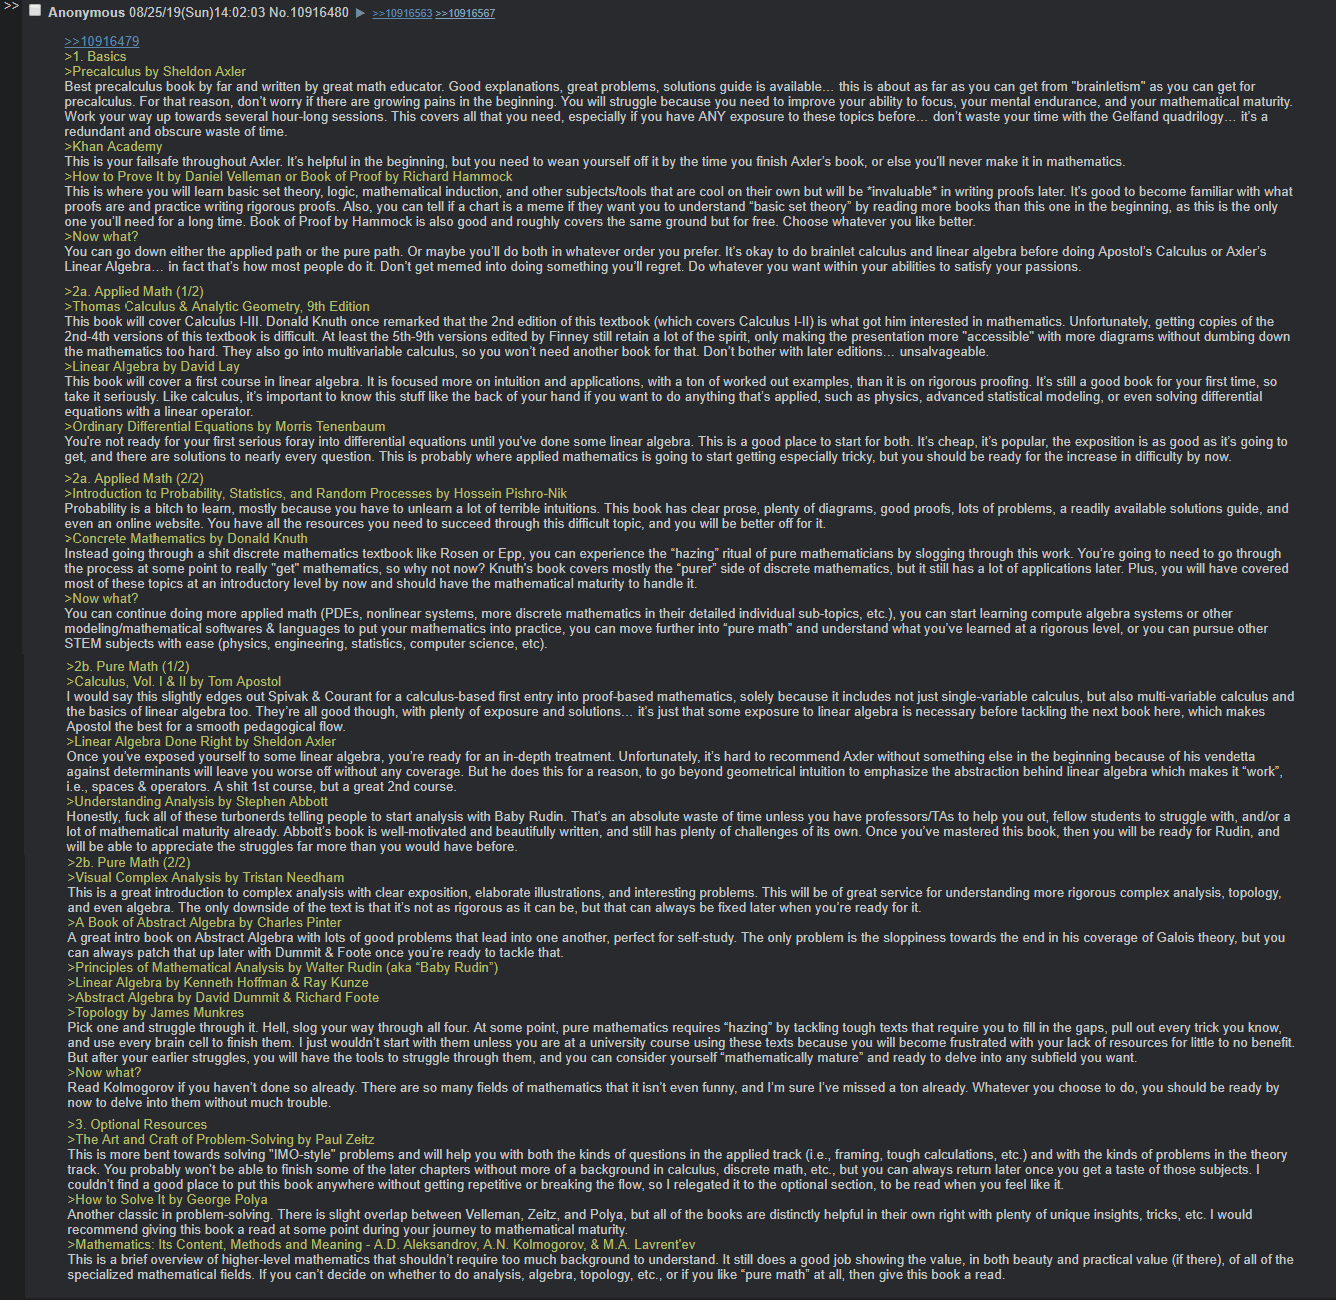 >> Anonymous 08/25/19(Sun)14:02:03 No.10916480 ▶ >>10916563 >>10916567
>>10916479
>1. Basics
>Precalculus by Sheldon Axler
Best precalculus book by far and written by great math educator. Good explanations, great problems, solutions guide is available… this is about as far as you can get from "brainletism" as you can get for
precalculus. For that reason, don’t worry if there are growing pains in the beginning. You will struggle because you need to improve your ability to focus, your mental endurance, and your mathematical maturity.
Work your way up towards several hour-long sessions. This covers all that you need, especially if you have ANY exposure to these topics before… don’t waste your time with the Gelfand quadrilogy… it’s a
redundant and obscure waste of time.
>Khan Academy
This is your failsafe throughout Axler. It’s helpful in the beginning, but you need to wean yourself off it by the time you finish Axler’s book, or else you’ll never make it in mathematics.
>How to Prove It by Daniel Velleman or Book of Proof by Richard Hammock
This is where you will learn basic set theory, logic, mathematical induction, and other subjects/tools that are cool on their own but will be *invaluable* in writing proofs later. It's good to become familiar with what
proofs are and practice writing rigorous proofs. Also, you can tell if a chart is a meme if they want you to understand “basic set theory” by reading more books than this one in the beginning, as this is the only
one you’ll need for a long time. Book of Proof by Hammock is also good and roughly covers the same ground but for free. Choose whatever you like better.
>Now what?
You can go down either the applied path or the pure path. Or maybe you’ll do both in whatever order you prefer. It’s okay to do brainlet calculus and linear algebra before doing Apostol’s Calculus or Axler’s
Linear Algebra… in fact that’s how most people do it. Don’t get memed into doing something you’ll regret. Do whatever you want within your abilities to satisfy your passions.
>2a. Applied Math (1/2)
>Thomas Calculus & Analytic Geometry, 9th Edition
This book will cover Calculus I-III. Donald Knuth once remarked that the 2nd edition of this textbook (which covers Calculus I-II) is what got him interested in mathematics. Unfortunately, getting copies of the
2nd-4th versions of this textbook is difficult. At least the 5th-9th versions edited by Finney still retain a lot of the spirit, only making the presentation more "accessible" with more diagrams without dumbing down
the mathematics too hard. They also go into multivariable calculus, so you won’t need another book for that. Don’t bother with later editions… unsalvageable.
>Linear Algebra by David Lay
This book will cover a first course in linear algebra. It is focused more on intuition and applications, with a ton of worked out examples, than it is on rigorous proofing. It’s still a good book for your first time, so
take it seriously. Like calculus, it’s important to know this stuff like the back of your hand if you want to do anything that’s applied, such as physics, advanced statistical modeling, or even solving differential
equations with a linear operator.
>Ordinary Differential Equations by Morris Tenenbaum
You're not ready for your first serious foray into differential equations until you've done some linear algebra. This is a good place to start for both. It’s cheap, it’s popular, the exposition is as good as it’s going to
get, and there are solutions to nearly every question. This is probably where applied mathematics is going to start getting especially tricky, but you should be ready for the increase in difficulty by now.
>2a. Applied Math (2/2)
>Introduction to Probability, Statistics, and Random Processes by Hossein Pishro-Nik
Probability is a bitch to learn, mostly because you have to unlearn a lot of terrible intuitions. This book has clear prose, plenty of diagrams, good proofs, lots of problems, a readily available solutions guide, and
even an online website. You have all the resources you need to succeed through this difficult topic, and you will be better off for it.
>Concrete Mathematics by Donald Knuth
Instead going through a shit discrete mathematics textbook like Rosen or Epp, you can experience the “hazing” ritual of pure mathematicians by slogging through this work. You’re going to need to go through
the process at some point to really "get" mathematics, so why not now? Knuth's book covers mostly the “purer” side of discrete mathematics, but it still has a lot of applications later. Plus, you will have covered
most of these topics at an introductory level by now and should have the mathematical maturity to handle it.
>Now what?
You can continue doing more applied math (PDEs, nonlinear systems, more discrete mathematics in their detailed individual sub-topics, etc.), you can start learning compute algebra systems or other
modeling/mathematical softwares & languages to put your mathematics into practice, you can move further into “pure math” and understand what you’ve learned at a rigorous level, or you can pursue other
STEM subjects with ease (physics, engineering, statistics, computer science, etc).
>2b. Pure Math (1/2)
>Calculus, Vol. I & II by Tom Apostol
I would say this slightly edges out Spivak & Courant for a calculus-based first entry into proof-based mathematics, solely because it includes not just single-variable calculus, but also multi-variable calculus and
the basics of linear algebra too. They’re all good though, with plenty of exposure and solutions… it’s just that some exposure to linear algebra is necessary before tackling the next book here, which makes
Apostol the best for a smooth pedagogical flow.
>Linear Algebra Done Right by Sheldon Axler
Once you’ve exposed yourself to some linear algebra, you’re ready for an in-depth treatment. Unfortunately, it’s hard to recommend Axler without something else in the beginning because of his vendetta
against determinants will leave you worse off without any coverage. But he does this for a reason, to go beyond geometrical intuition to emphasize the abstraction behind linear algebra which makes it “work”,
i.e., spaces & operators. A shit 1st course, but a great 2nd course.
>Understanding Analysis by Stephen Abbott
Honestly, fuck all of these turbonerds telling people to start analysis with Baby Rudin. That’s an absolute waste of time unless you have professors/TAs to help you out, fellow students to struggle with, and/or a
lot of mathematical maturity already. Abbott’s book is well-motivated and beautifully written, and still has plenty of challenges of its own. Once you’ve mastered this book, then you will be ready for Rudin, and
will be able to appreciate the struggles far more than you would have before.
>2b. Pure Math (2/2)
>Visual Complex Analysis by Tristan Needham
This is a great introduction to complex analysis with clear exposition, elaborate illustrations, and interesting problems. This will be of great service for understanding more rigorous complex analysis, topology,
and even algebra. The only downside of the text is that it’s not as rigorous as it can be, but that can always be fixed later when you’re ready for it.
>A Book of Abstract Algebra by Charles Pinter
A great intro book on Abstract Algebra with lots of good problems that lead into one another, perfect for self-study. The only problem is the sloppiness towards the end in his coverage of Galois theory, but you
can always patch that up later with Dummit & Foote once you’re ready to tackle that.
>Principles of Mathematical Analysis by Walter Rudin (aka “Baby Rudin”)
>Linear Algebra by Kenneth Hoffman & Ray Kunze
>Abstract Algebra by David Dummit & Richard Foote
>Topology by James Munkres
Pick one and struggle through it. Hell, slog your way through all four. At some point, pure mathematics requires “hazing” by tackling tough texts that require you to fill in the gaps, pull out every trick you know,
and use every brain cell to finish them. I just wouldn’t start with them unless you are at a university course using these texts because you will become frustrated with your lack of resources for little to no benefit.
But after your earlier struggles, you will have the tools to struggle through them, and you can consider yourself “mathematically mature” and ready to delve into any subfield you want.
>Now what?
Read Kolmogorov if you haven’t done so already. There are so many fields of mathematics that it isn’t even funny, and I’m sure I’ve missed a ton already. Whatever you choose to do, you should be ready by
now to delve into them without much trouble.
>3. Optional Resources
>The Art and Craft of Problem-Solving by Paul Zeitz
This is more bent towards solving "IMO-style" problems and will help you with both the kinds of questions in the applied track (i.e., framing, tough calculations, etc.) and with the kinds of problems in the theory
track. You probably won't be able to finish some of the later chapters without more of a background in calculus, discrete math, etc., but you can always return later once you get a taste of those subjects. I
couldn’t find a good place to put this book anywhere without getting repetitive or breaking the flow, so I relegated it to the optional section, to be read when you feel like it.
>How to Solve It by George Polya
Another classic in problem-solving. There is slight overlap between Velleman, Zeitz, and Polya, but all of the books are distinctly helpful in their own right with plenty of unique insights, tricks, etc. I would
recommend giving this book a read at some point during your journey to mathematical maturity.
>Mathematics: Its Content, Methods and Meaning - A.D. Aleksandrov, A.N. Kolmogorov, & M.A. Lavrent’ev
This is a brief overview of higher-level mathematics that shouldn’t require too much background to understand. It still does a good job showing the value, in both beauty and practical value (if there), of all of the
specialized mathematical fields. If you can’t decide on whether to do analysis, algebra, topology, etc., or if you like “pure math” at all, then give this book a read.